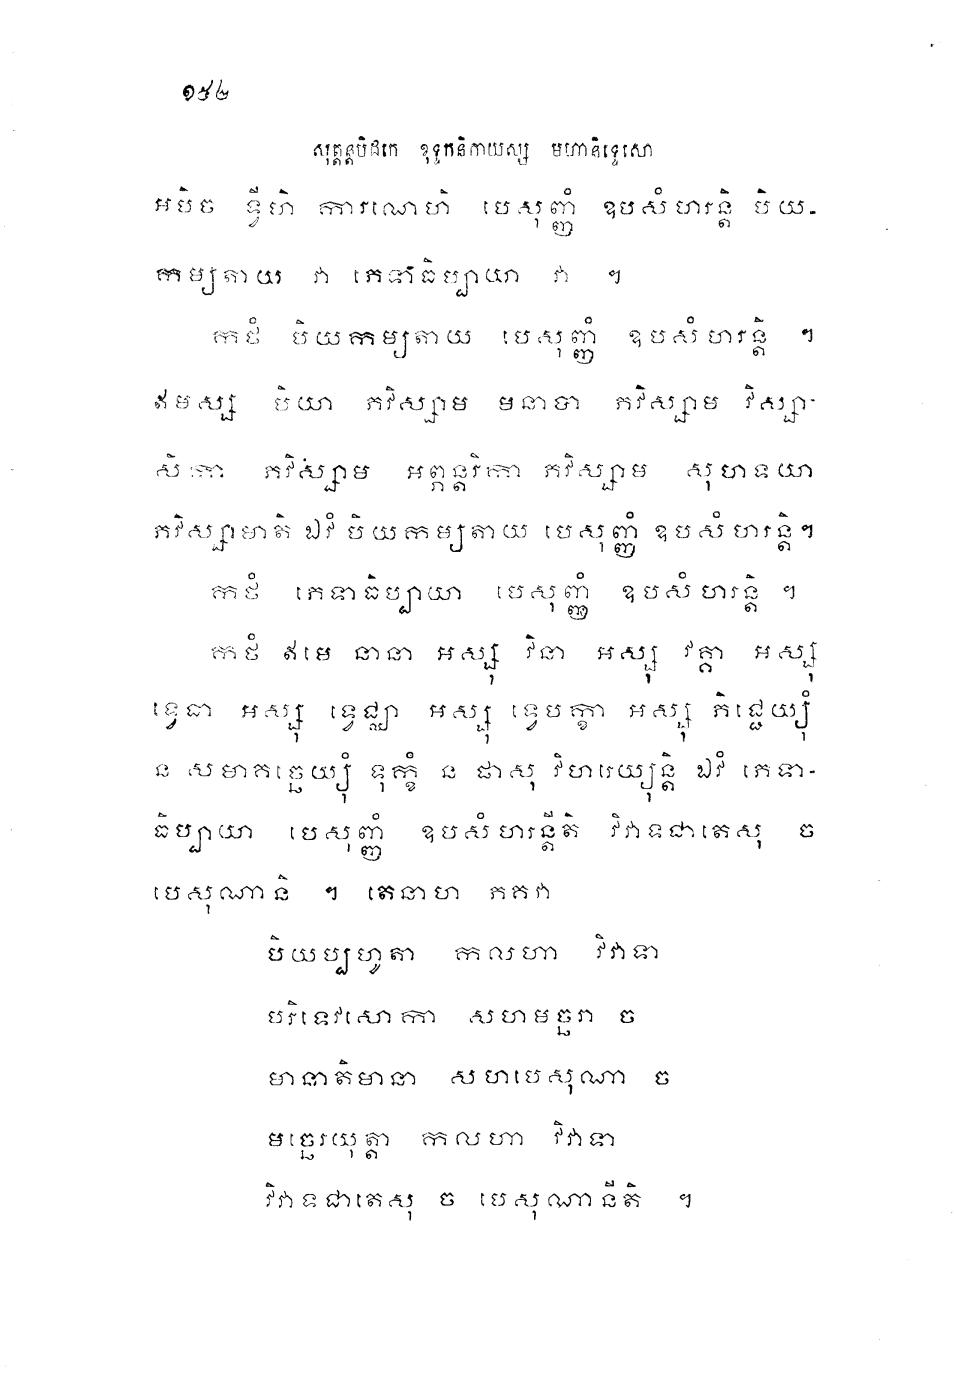 ១៥៤
សុត្តន្តបិដកេ ខុទ្ទកនិកាយស្ស មហានិទ្ទេសោ
អបិច ទ្វីហិ ការណេហិ បេសុញ្ញំ ឧបសំហរន្តិ បិយ-
កម្យតាយ វា ភេទាធិប្បាយា វា ។
កថំ បិយកម្យតាយ បេសុញ្ញំ ឧបសំហរន្តិ ។
ឥមស្ស បិយា ភវិស្សាម មនាបា ភវិស្សាម វិស្សា-
សិកា ភវិស្សាម អព្ភន្តរិកា ភវិស្សាម សុហទយា
ភវិស្សាមាតិ ឯវំ បិយកម្យតាយ បេសុញ្ញំ ឧបសំហរន្តិ។
កថំ ភេទាធិប្បាយា បេសុញ្ញំ ឧបសំហរន្តិ ។
កថំ ឥមេ នានា អស្សុ វិនា អស្សុ វគ្គា អស្សុ
ទ្វេធា អស្សុ ទ្វេជ្ឈា អស្សុ ទ្វេបក្ខា អស្សុ ភិជ្ជេយ្យុំ
ន សមាគច្ឆេយ្យុំ ទុក្ខំ ន ផាសុ វិហរេយ្យុន្តិ ឯវំ ភេទា-
ធិប្បាយា បេសុញ្ញំ ឧបសំហរន្តីតិ វិវាទជាតេសុ ច
បេសុណានិ ។ តេនាហ ភគវា
បិយប្បហូតា កលហា វិវាទា
បរិទេវសោកា សហមច្ឆរា ច
មានាតិមានា សហបេសុណា ច
មច្ឆេរយុត្តា កលហា វិវាទា
វិវាទជាតេសុ ច បេសុណានីតិ ។